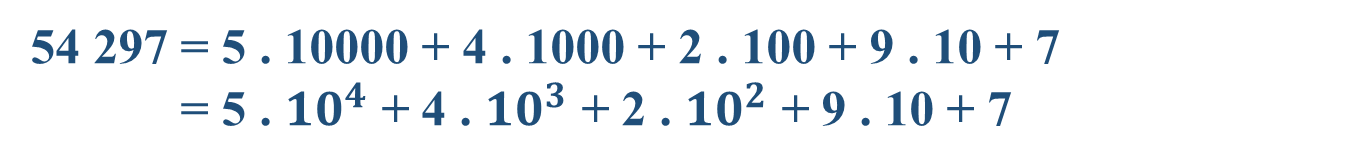 54 297 = 5 . 10000 + 4 . 1000 + 2 . 100 + 9 . 10 + 7
= 5 . 10⁴ + 4 . 10³ + 2 . 10² + 9 . 10 + 7